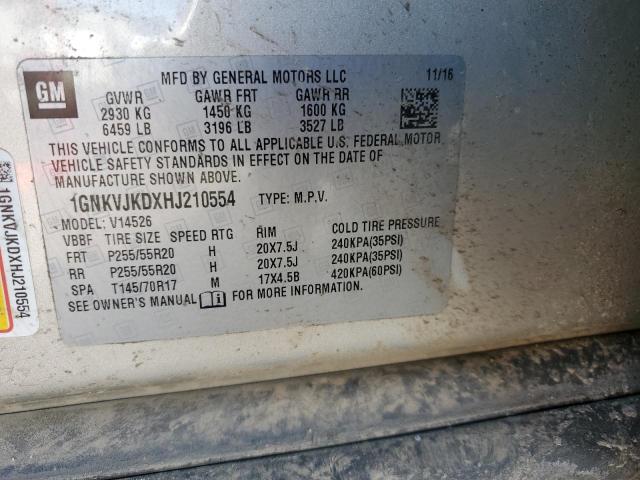 GM
MFD BY GENERAL MOTORS LLC 11/16
GVWR GAWR FRT GAWR RR
2930 KG 1450 KG 1600 KG
6459 LB 3196 LB 3527 LB
THIS VEHICLE CONFORMS TO ALL APPLICABLE U.S. FEDERAL MOTOR
VEHICLE SAFETY STANDARDS IN EFFECT ON THE DATE OF
MANUFACTURE SHOWN ABOVE.
1GNKVJKDXHJ210554 TYPE: M.P.V.
MODEL: V14526
VBBF TIRE SIZE SPEED RTG RIM COLD TIRE PRESSURE
FRT P255/55R20 H 20X7.5J 240KPA(35PSI)
RR P255/55R20 H 20X7.5J 240KPA(35PSI)
SPA T145/70R17 M 17X4.5B 420KPA(60PSI)
SEE OWNER'S MANUAL FOR MORE INFORMATION.
1GNKVJKDXHJ210554